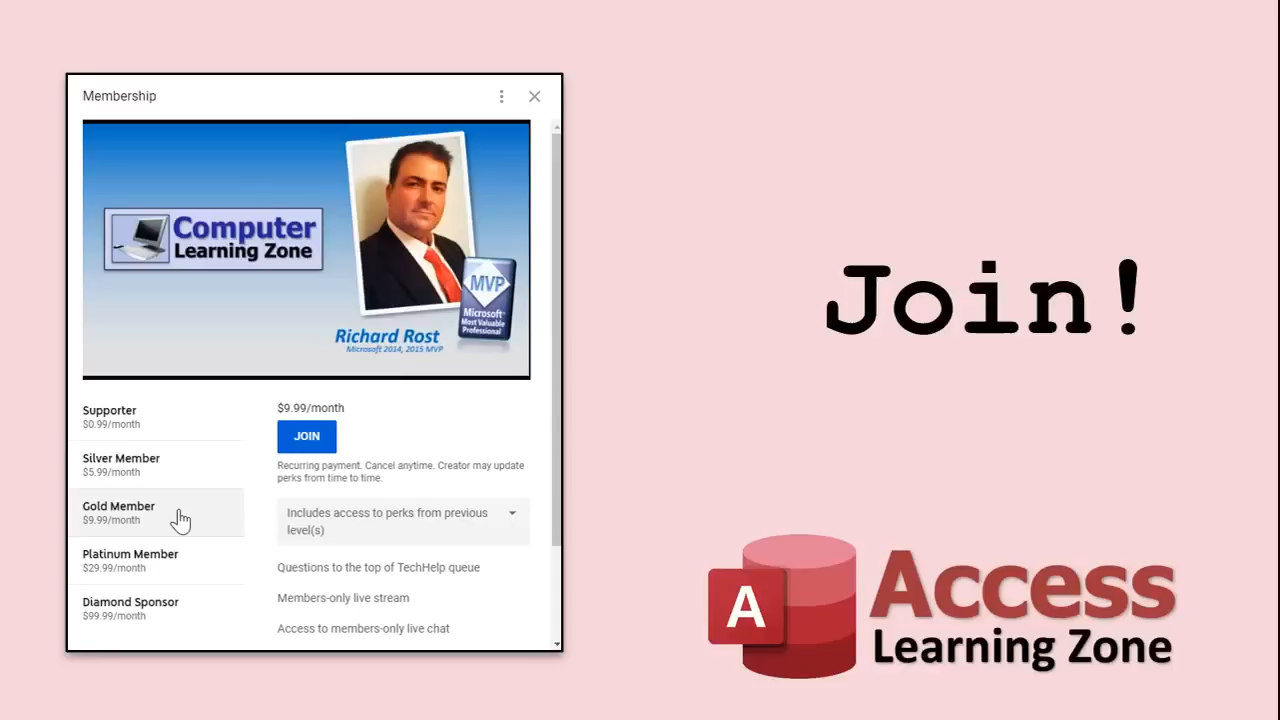 Membership
Computer
Learning Zone
MVP
Microsoft
Most Valuable
Professional
Richard Rost
Microsoft 2014, 2015 MVP
Supporter
$0.99/month
Silver Member
$5.99/month
Gold Member
$9.99/month
Platinum Member
$29.99/month
Diamond Sponsor
$99.99/month
$9.99/month
JOIN
Recurring payment. Cancel anytime. Creator may update
perks from time to time.
Includes access to perks from previous
level(s)
Questions to the top of TechHelp queue
Members-only live stream
Access to members-only live chat
Join!
A
Access
Learning Zone